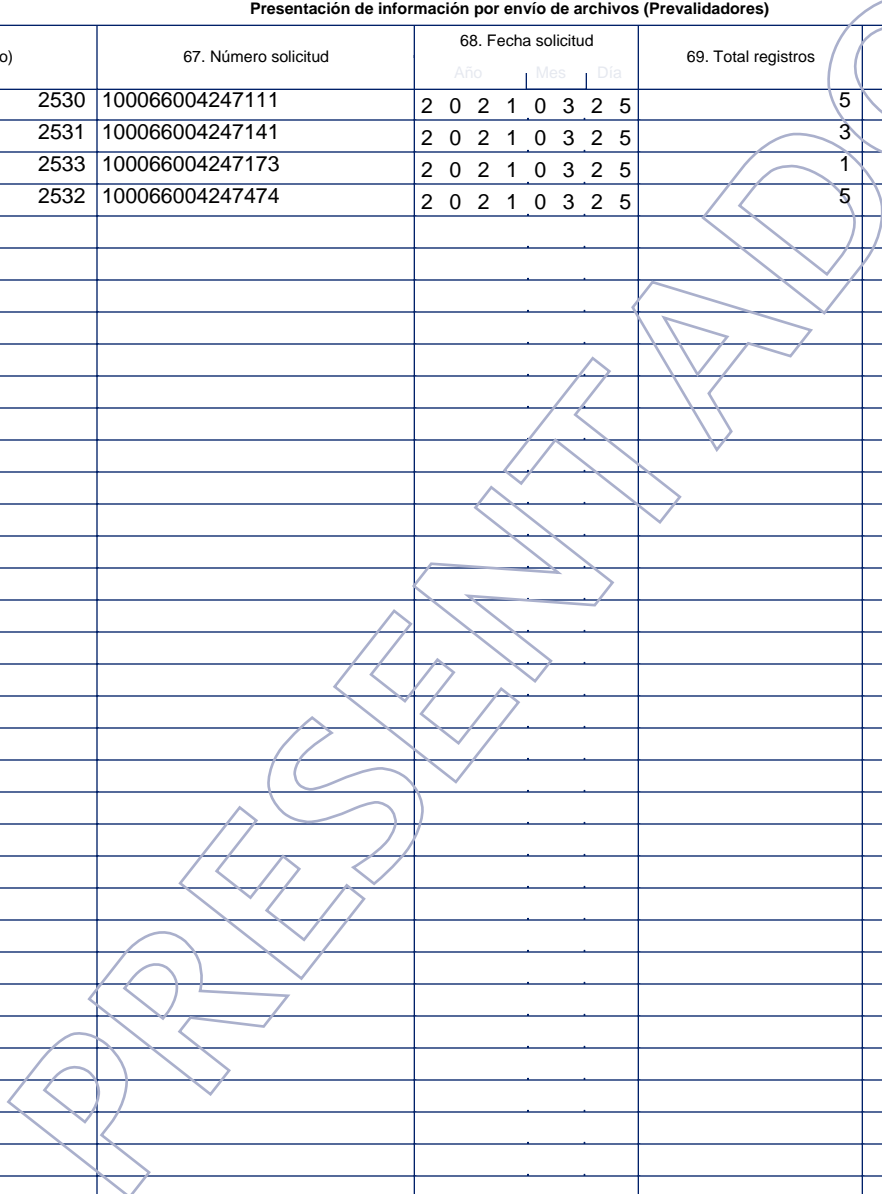 Presentación de información por envío de archivos (Prevalidadores)
o) 67. Número solicitud 68. Fecha solicitud 69. Total registros
Año Mes Día
2530 100066004247111 2 0 2 1 0 3 2 5 5
2531 100066004247141 2 0 2 1 0 3 2 5 3
2533 100066004247173 2 0 2 1 0 3 2 5 1
2532 100066004247474 2 0 2 1 0 3 2 5 5
PRESENTADO